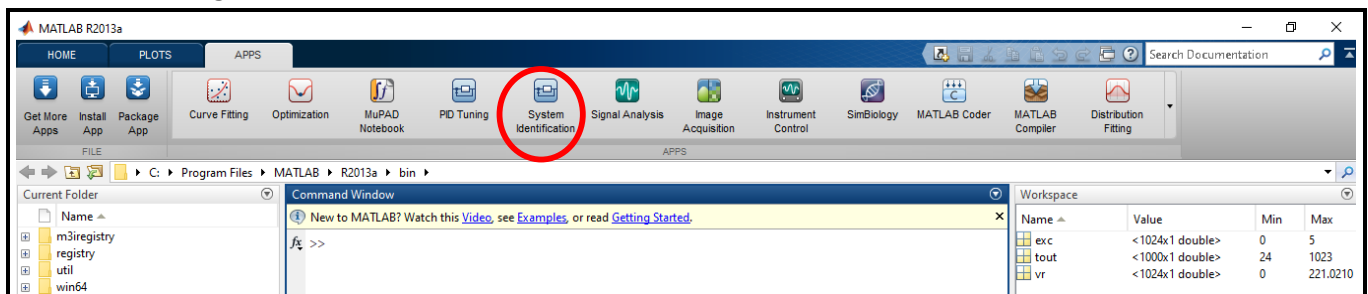 MATLAB R2013a
HOME PLOTS APPS Search Documentation
Get More Apps Install App Package App Curve Fitting Optimization MuPAD Notebook PID Tuning System Identification Signal Analysis Image Acquisition Instrument Control SimBiology MATLAB Coder MATLAB Compiler Distribution Fitting
FILE APPS
C: Program Files MATLAB R2013a bin
Current Folder Command Window Workspace
Name New to MATLAB? Watch this Video, see Examples, or read Getting Started. Name Value Min Max
m3iregistry fx >> exc <1024x1 double> 0 5
registry tout <1000x1 double> 24 1023
util vr <1024x1 double> 0 221.0210
win64